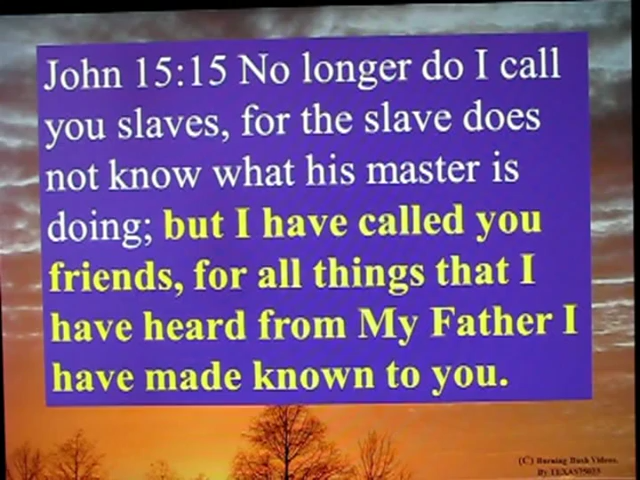 John 15:15 No longer do I call
you slaves, for the slave does
not know what his master is
doing; but I have called you
friends, for all things that I
have heard from My Father I
have made known to you.
(C) Burning Bush Videos.
By TEXAS75033